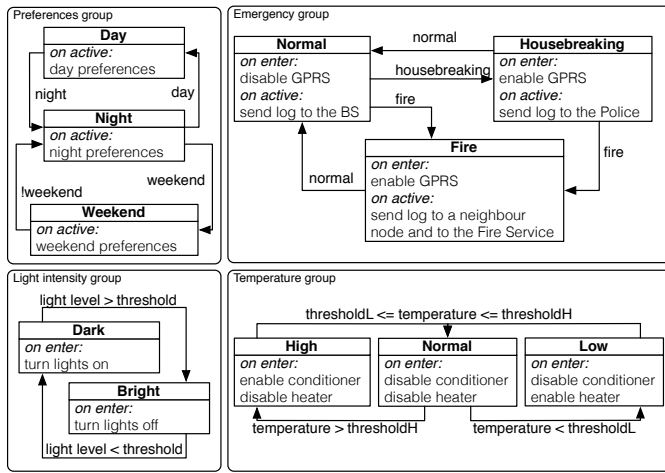 Preferences group
Day
on active:
day preferences
night
day
Night
on active:
night preferences
!weekend
weekend
Weekend
on active:
weekend preferences
Emergency group
Normal
on enter:
disable GPRS
on active:
send log to the BS
normal
housebreaking
Housebreaking
on enter:
enable GPRS
on active:
send log to the Police
fire
fire
normal
Fire
on enter:
enable GPRS
on active:
send log to a neighbour
node and to the Fire Service
Light intensity group
light level > threshold
Dark
on enter:
turn lights on
Bright
on enter:
turn lights off
light level < threshold
Temperature group
thresholdL <= temperature <= thresholdH
High
on enter:
enable conditioner
disable heater
Normal
on enter:
disable conditioner
disable heater
Low
on enter:
disable conditioner
enable heater
temperature > thresholdH
temperature < thresholdL